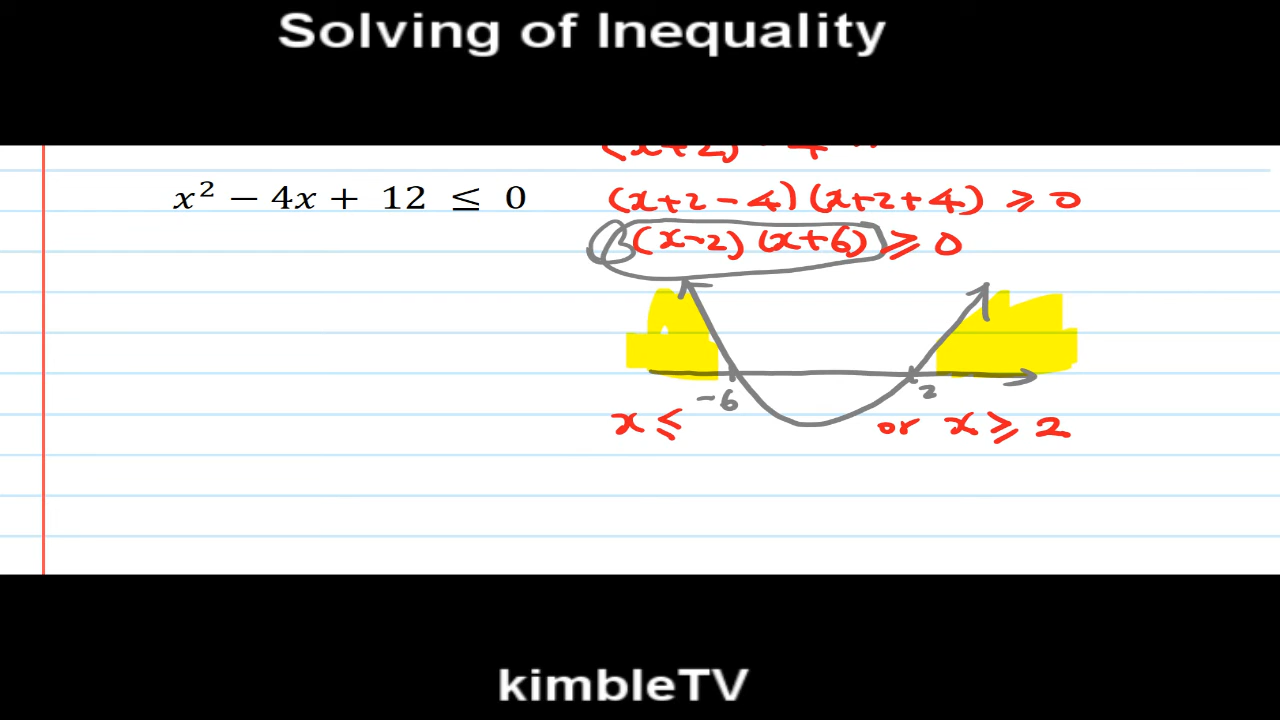 Solving of Inequality
x² − 4x + 12 ≤ 0
(x+2-4)(x+2+4) ≥ 0
(x-2)(x+6) ≥ 0
-6
2
x ≤
or x ≥ 2
kimbleTV